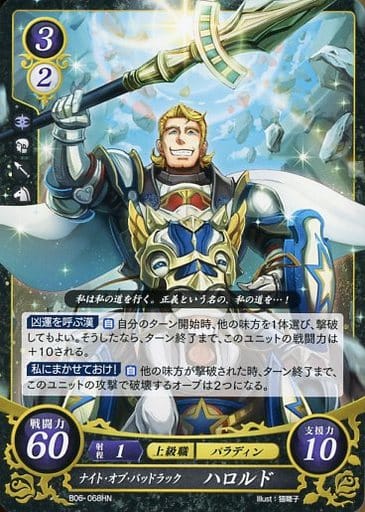 3
2
私は私の道を行く。正義という名の、私の道を…!
凶運を呼ぶ漢 自 自分のターン開始時、他の味方を1体選び、撃破
してもよい。そうしたなら、ターン終了まで、このユニットの戦闘力は
+10される。
私にまかせておけ! 自 他の味方が撃破された時、ターン終了まで、
このユニットの攻撃で破壊するオーブは2つになる。
戦闘力
60
射程 1
上級職 パラディン
支援力
10
ナイト・オブ・バッドラック ハロルド
B06-068HN
Illust:猫囃子